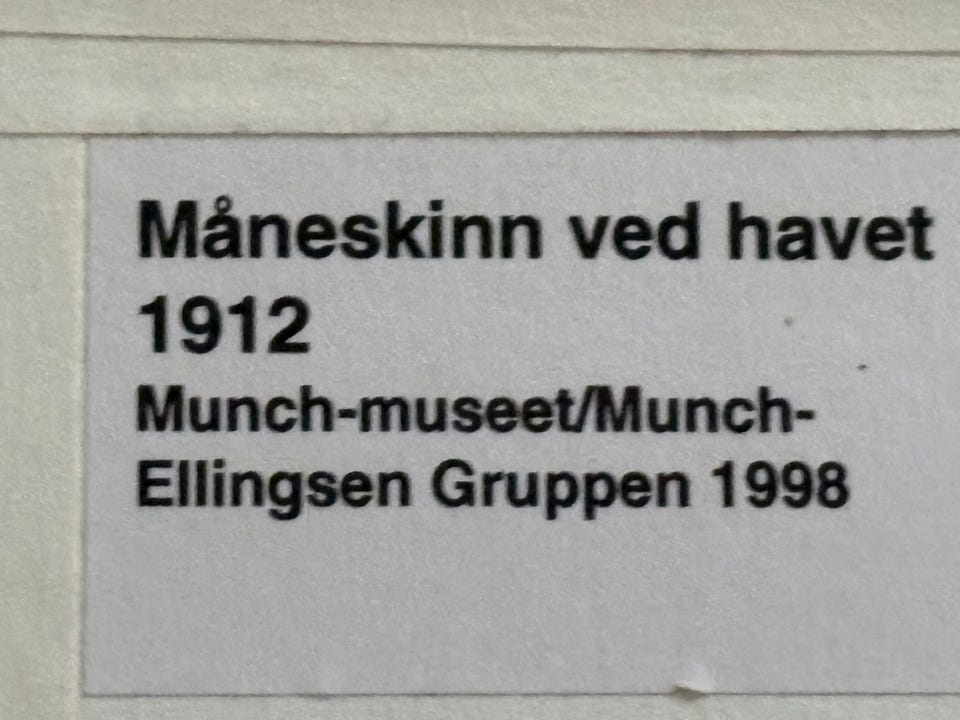 Måneskinn ved havet
1912
Munch-museet/Munch-
Ellingsen Gruppen 1998